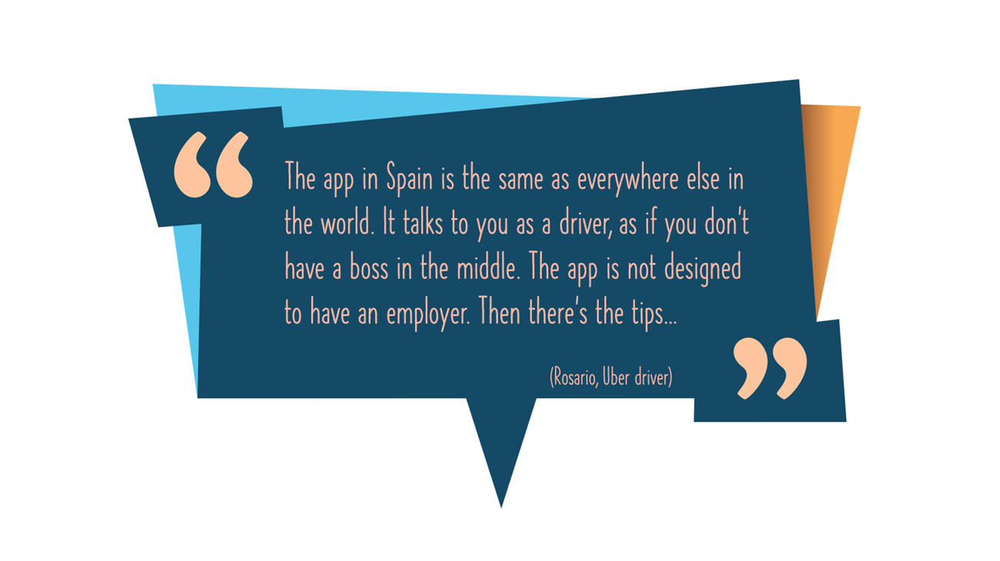 “
The app in Spain is the same as everywhere else in
the world. It talks to you as a driver, as if you don't
have a boss in the middle. The app is not designed
to have an employer. Then there's the tips...
(Rosario, Uber driver)
”